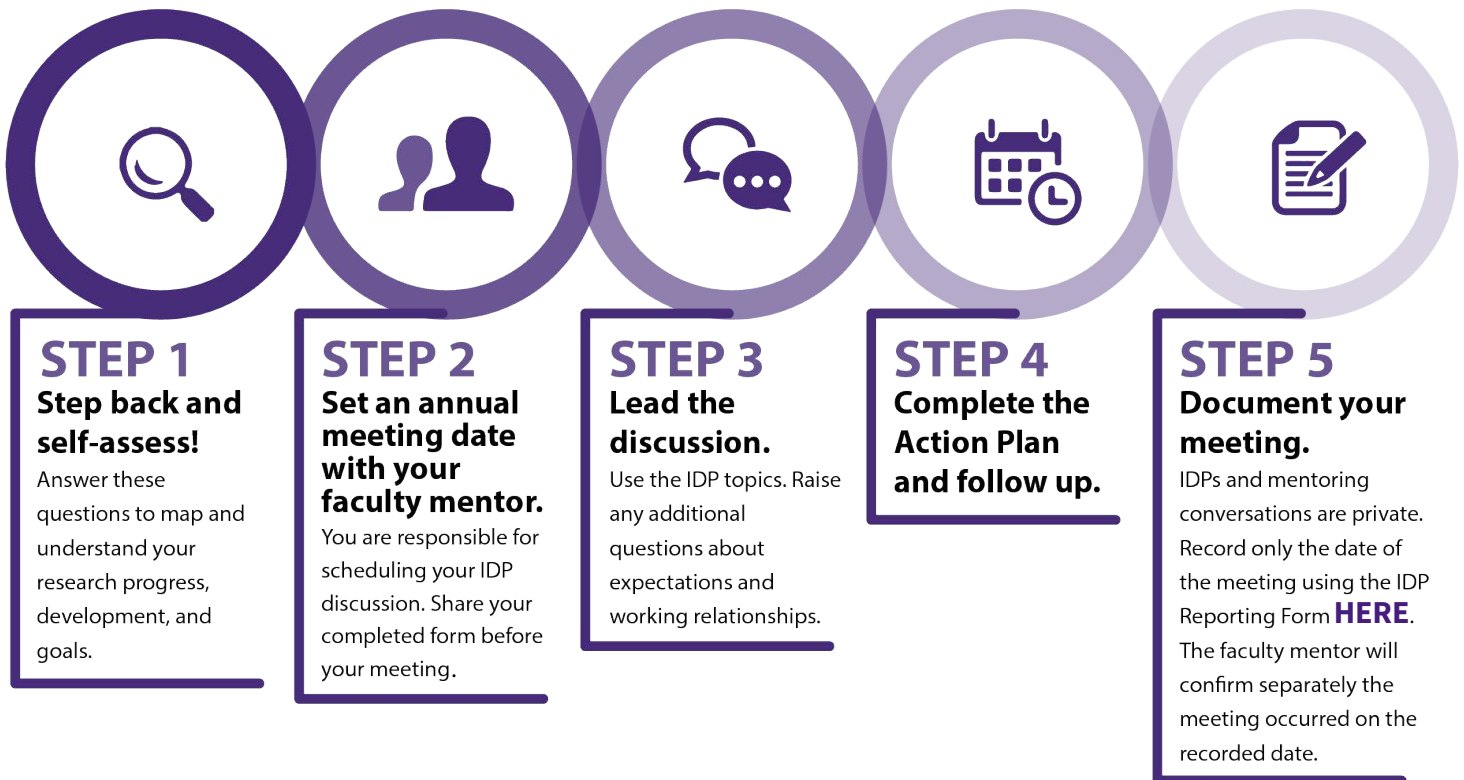 STEP 1
Step back and
self-assess!
Answer these
questions to map and
understand your
research progress,
development, and
goals.
STEP 2
Set an annual
meeting date
with your
faculty mentor.
You are responsible for
scheduling your IDP
discussion. Share your
completed form before
your meeting.
STEP 3
Lead the
discussion.
Use the IDP topics. Raise
any additional
questions about
expectations and
working relationships.
STEP 4
Complete the
Action Plan
and follow up.
STEP 5
Document your
meeting.
IDPs and mentoring
conversations are private.
Record only the date of
the meeting using the IDP
Reporting Form HERE.
The faculty mentor will
confirm separately the
meeting occurred on the
recorded date.